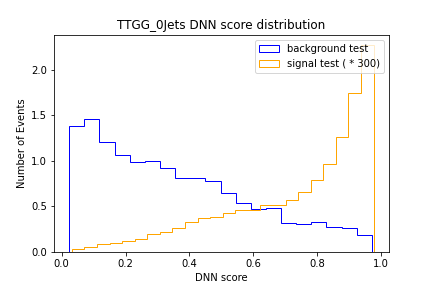 TTGG_0Jets DNN score distribution
background test
signal test ( * 300)
Number of Events
2.0
1.5
1.0
0.5
0.0
0.0 0.2 0.4 0.6 0.8 1.0
DNN score